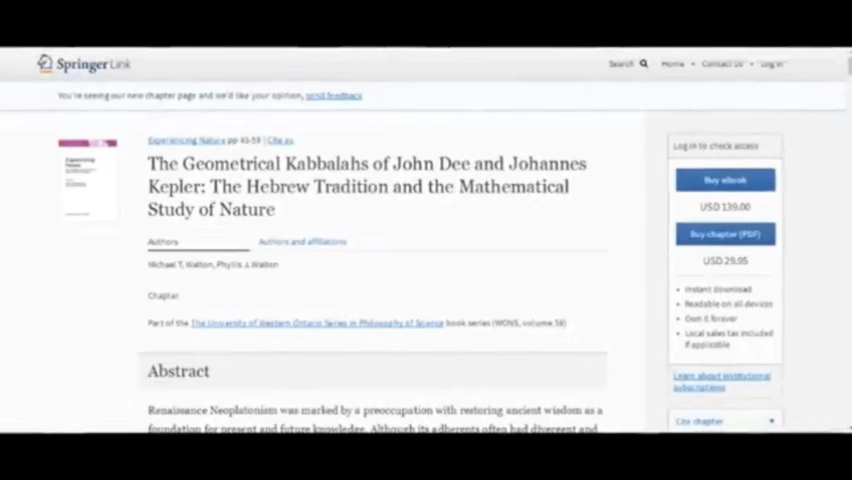 Springer Link
Search Home • Contact Us • Log in
You're seeing our new chapter page and we'd like your opinion, send feedback
Experiencing Nature pp 43-59 | Cite as
The Geometrical Kabbalahs of John Dee and Johannes
Kepler: The Hebrew Tradition and the Mathematical
Study of Nature
Authors Authors and affiliations
Michael T. Walton, Phyllis J. Walton
Chapter
Part of the The University of Western Ontario Series in Philosophy of Science book series (WONS, volume 58)
Abstract
Renaissance Neoplatonism was marked by a preoccupation with restoring ancient wisdom as a
foundation for present and future knowledge. Although its adherents often had divergent and
Log in to check access
Buy eBook
USD 139.00
Buy chapter (PDF)
USD 29.95
• Instant download
• Readable on all devices
• Own it forever
• Local sales tax included
if applicable
Learn about institutional
subscriptions
Cite chapter